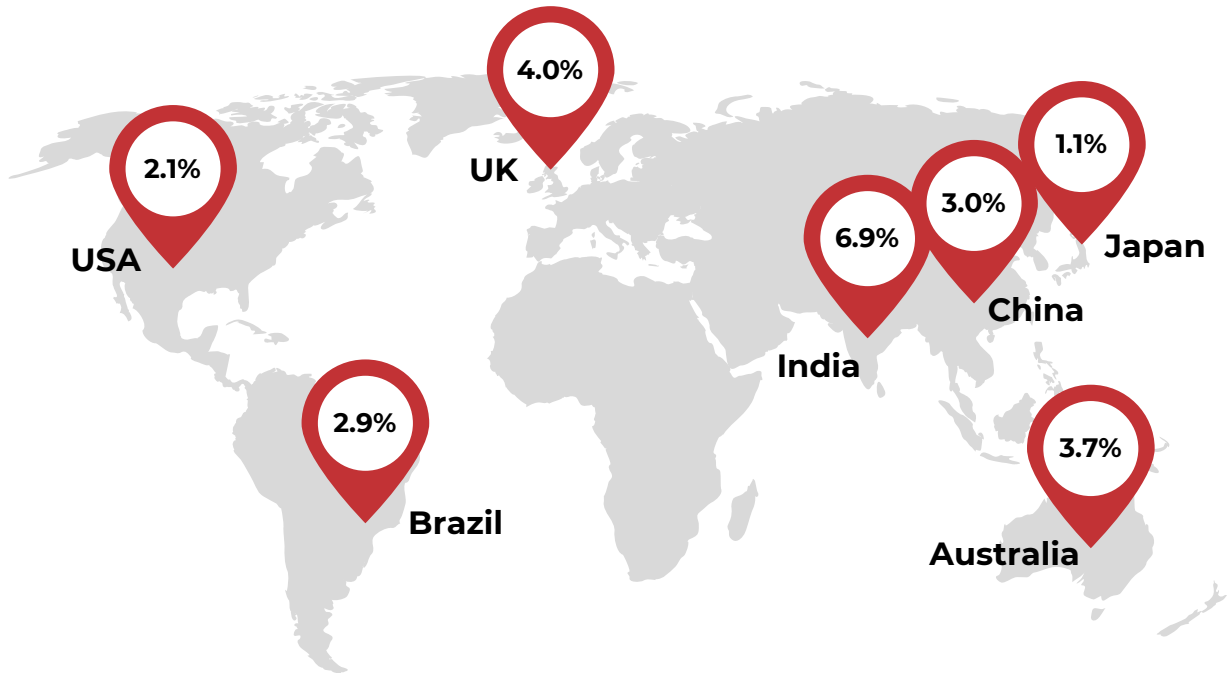 4.0%
UK
2.1%
USA
1.1%
Japan
3.0%
China
6.9%
India
2.9%
Brazil
3.7%
Australia